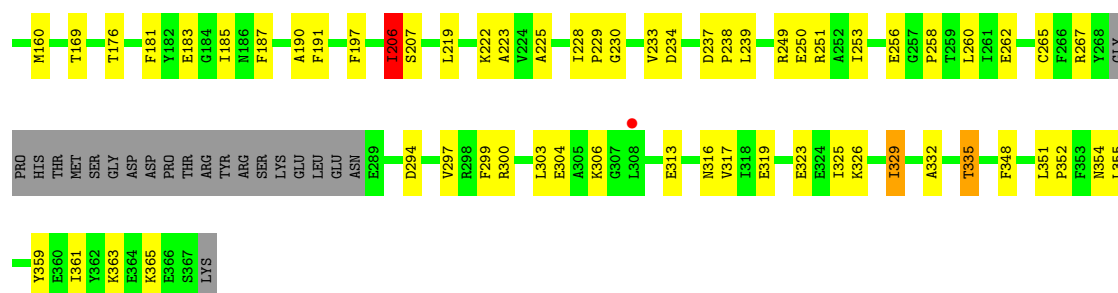 M160 T169 T176 F181 Y182 E183 G184 I185 N186 F187 A190 F191 F197 I206 S207 L219 K222 A223 V224 A225 I228 P229 G230 V233 D234 D237 P238 L239 R249 E250 R251 A252 I253 E256 G257 P258 T259 L260 I261 E262 C265 F266 R267 Y268 GLY
PRO HIS THR MET SER GLY ASP ASP PRO THR ARG TYR ARG SER LYS GLU LEU GLU ASN E289 D294 V297 R298 F299 R300 L303 E304 A305 K306 G307 L308 E313 N316 V317 I318 E319 E323 E324 I325 K326 I329 A332 T335 F348 L351 P352 F353 N354 L355
Y359 E360 I361 Y362 K363 E364 K365 E366 S367 LYS